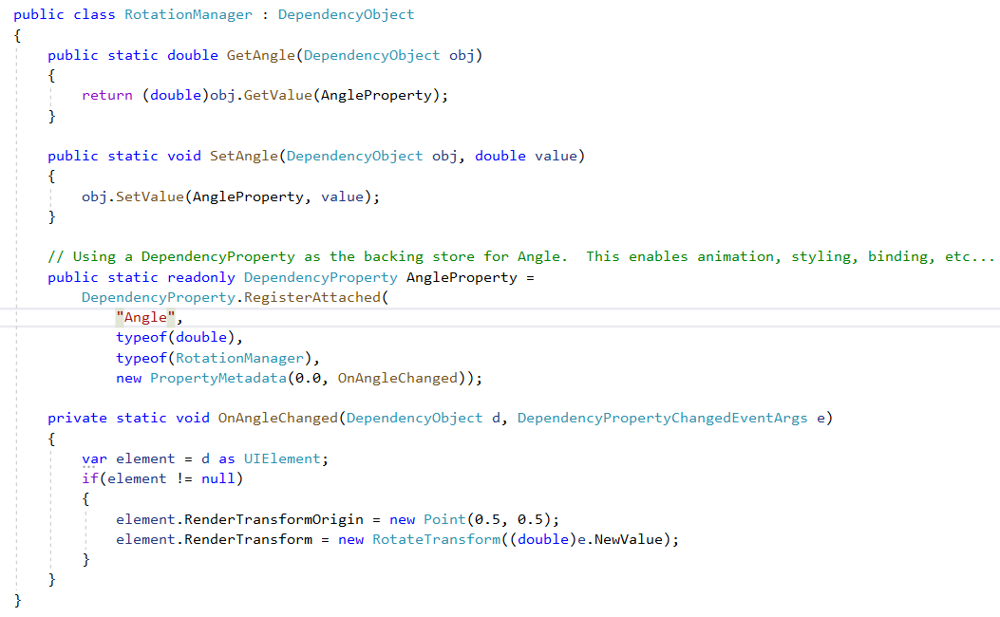 public class RotationManager : DependencyObject
{
    public static double GetAngle(DependencyObject obj)
    {
        return (double)obj.GetValue(AngleProperty);
    }

    public static void SetAngle(DependencyObject obj, double value)
    {
        obj.SetValue(AngleProperty, value);
    }

    // Using a DependencyProperty as the backing store for Angle.  This enables animation, styling, binding, etc...
    public static readonly DependencyProperty AngleProperty =
        DependencyProperty.RegisterAttached(
            "Angle",
            typeof(double),
            typeof(RotationManager),
            new PropertyMetadata(0.0, OnAngleChanged));

    private static void OnAngleChanged(DependencyObject d, DependencyPropertyChangedEventArgs e)
    {
        var element = d as UIElement;
        if(element != null)
        {
            element.RenderTransformOrigin = new Point(0.5, 0.5);
            element.RenderTransform = new RotateTransform((double)e.NewValue);
        }
    }
}